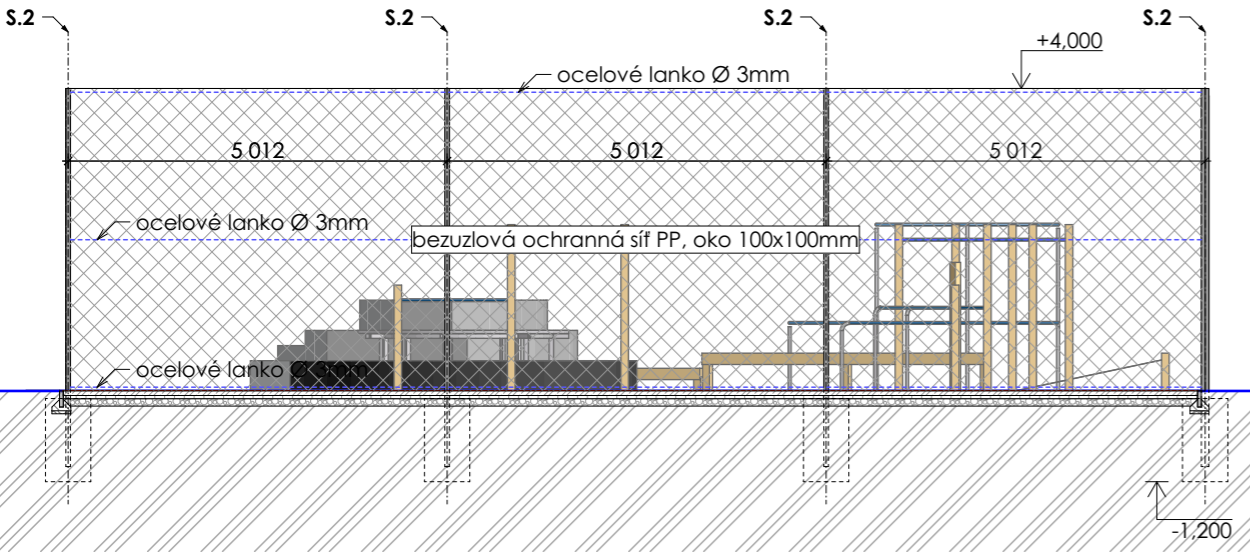 S.2 S.2 S.2 S.2
+4,000
ocelové lanko Ø 3mm
5 012 5 012 5 012
ocelové lanko Ø 3mm
bezuzlová ochranná síť PP, oko 100x100mm
ocelové lanko Ø 3mm
-1,200